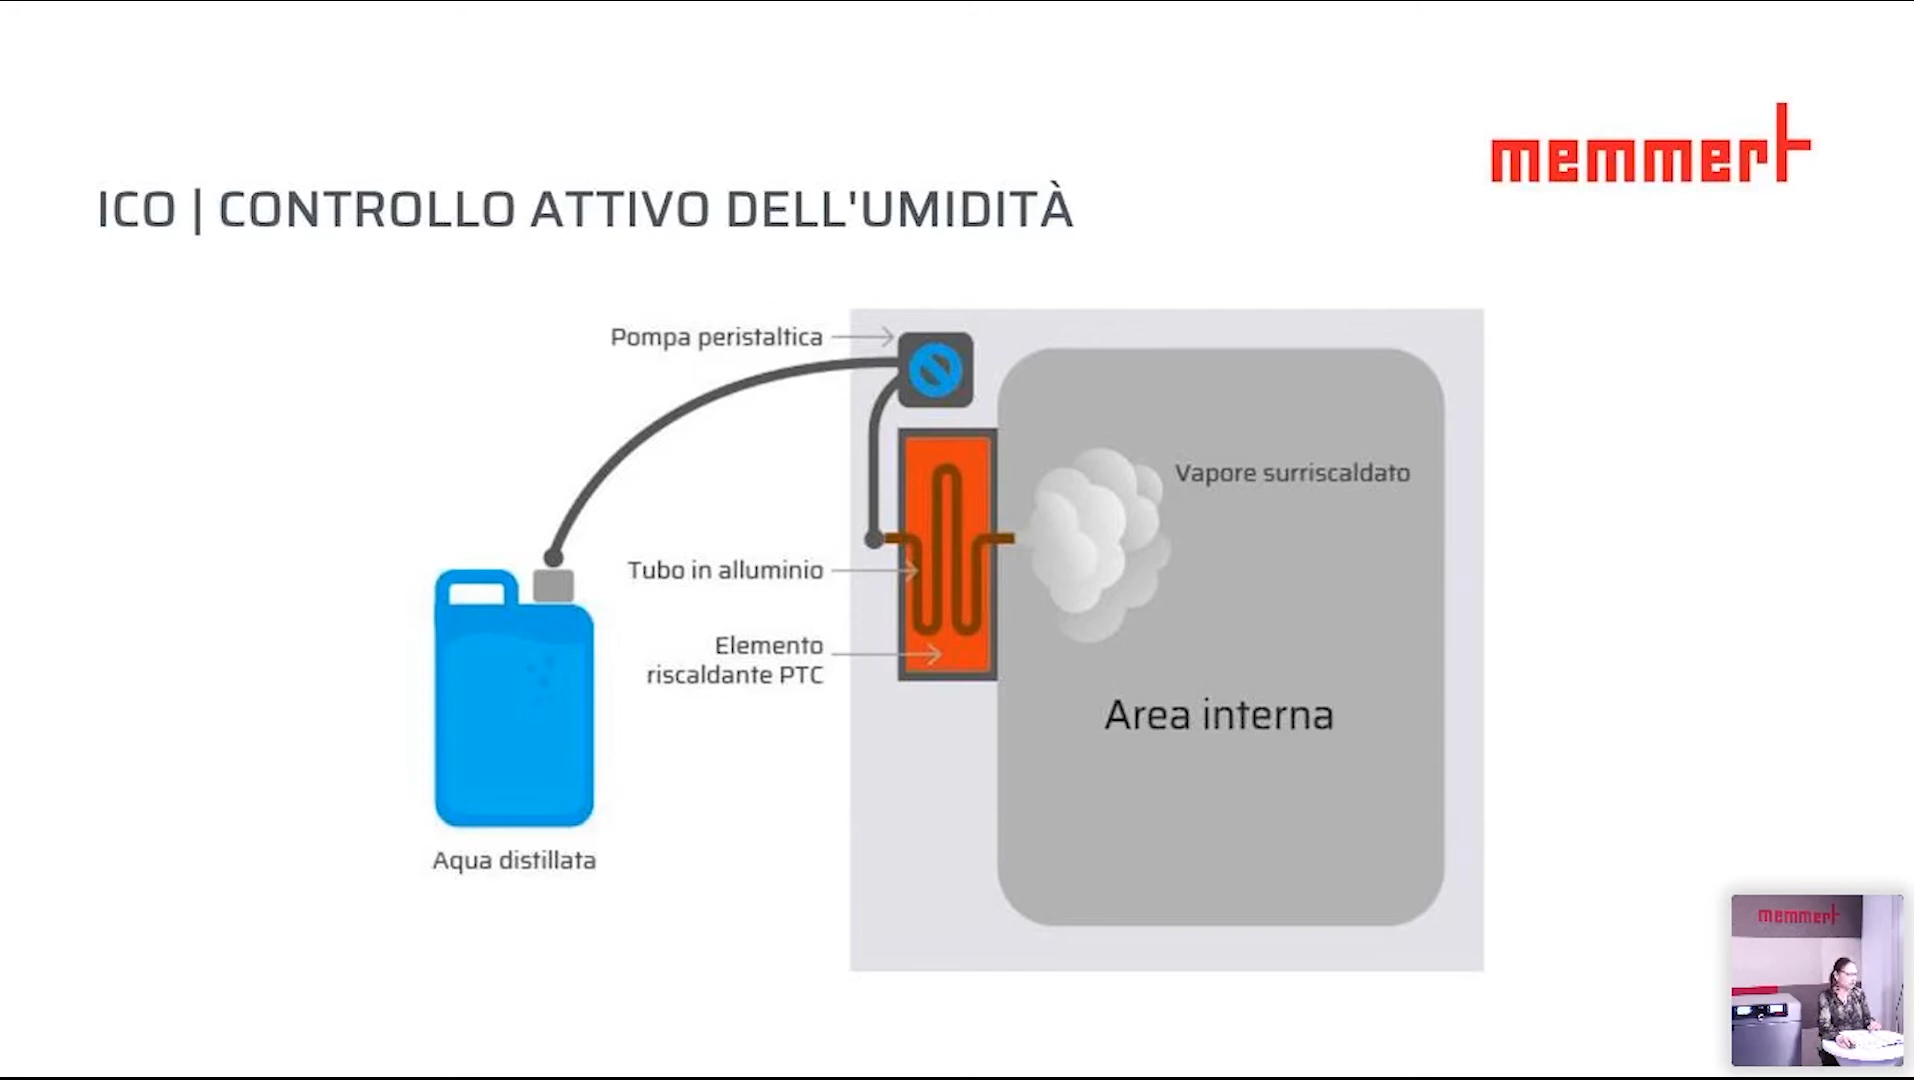 memmert
ICO | CONTROLLO ATTIVO DELL'UMIDITÀ
Pompa peristaltica
Vapore surriscaldato
Tubo in alluminio
Elemento
riscaldante PTC
Area interna
Aqua distillata
memmert